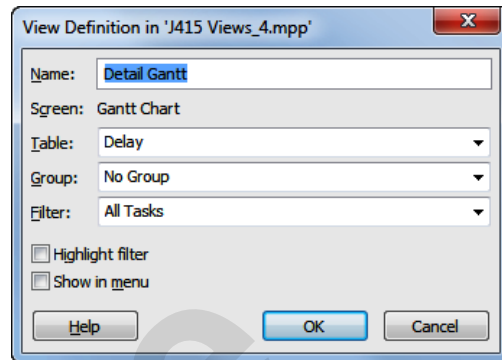 View Definition in 'J415 Views_4.mpp'
Name: Detail Gantt
Screen: Gantt Chart
Table: Delay
Group: No Group
Filter: All Tasks
Highlight filter
Show in menu
Help OK Cancel